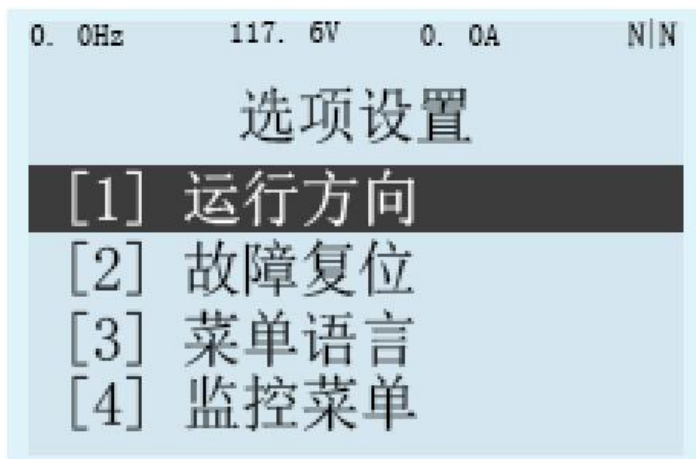 0. 0Hz 117. 6V 0. 0A N|N
选项设置
[1] 运行方向
[2] 故障复位
[3] 菜单语言
[4] 监控菜单